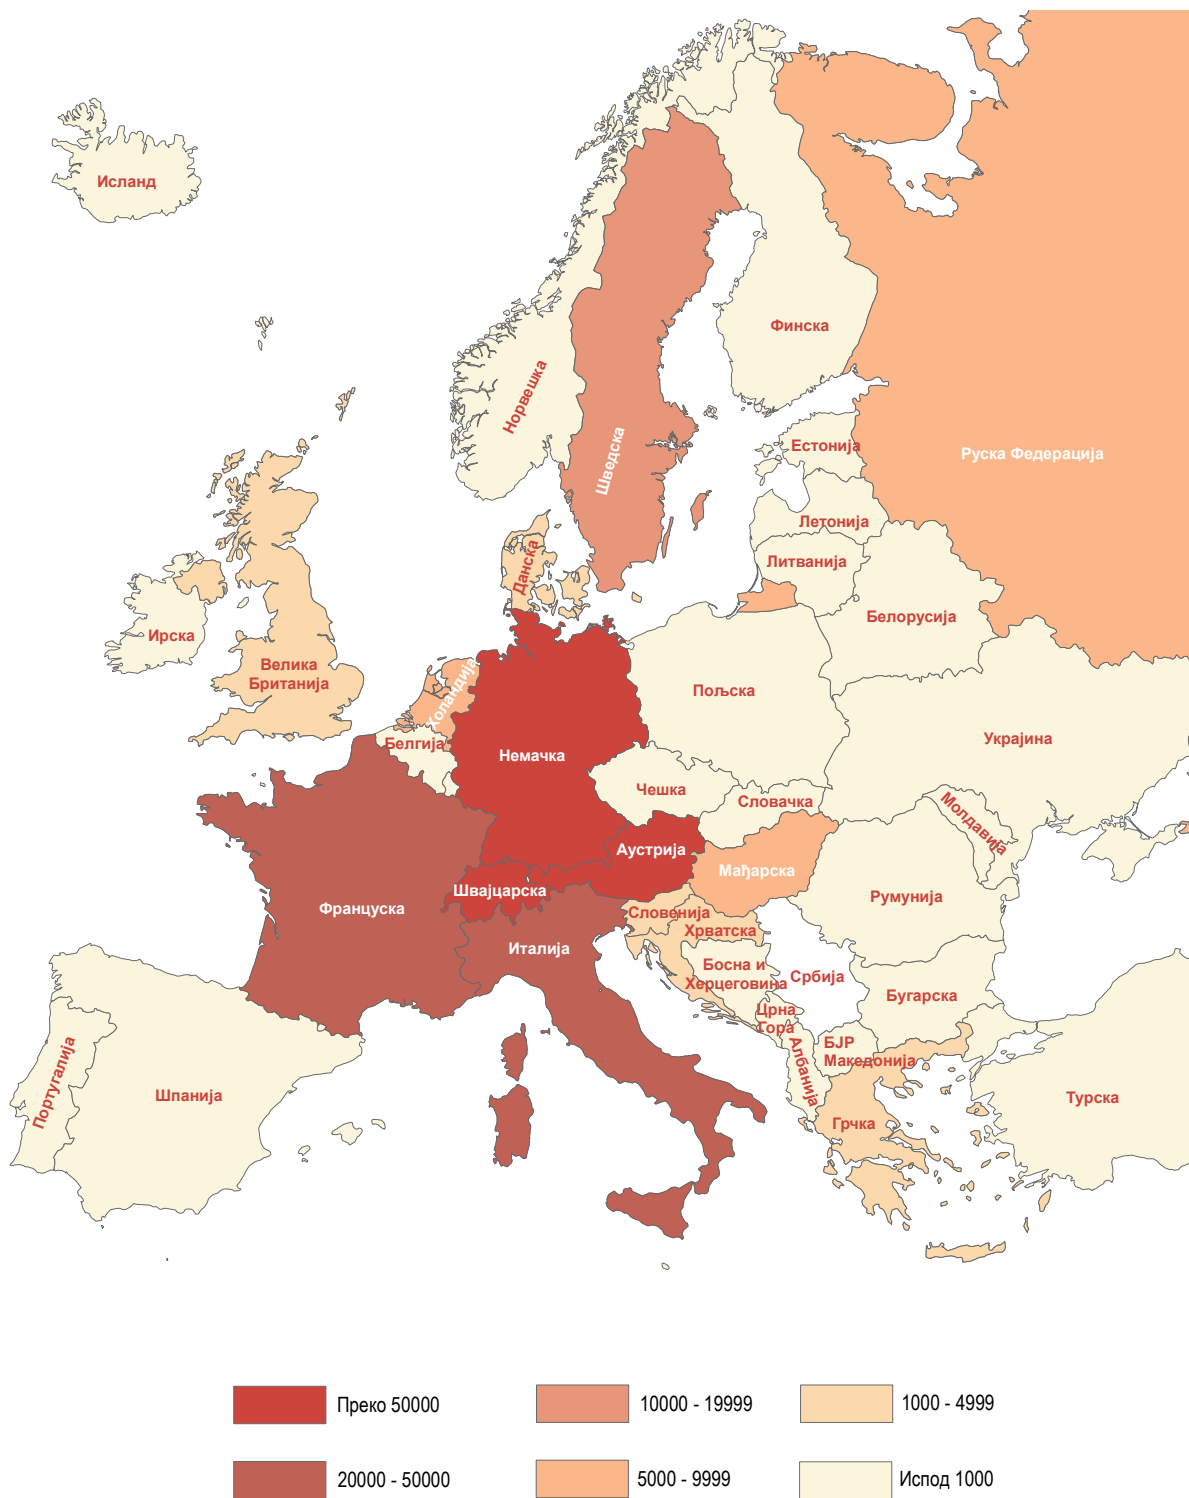 Исланд
Финска
Норвешка
Шведска
Естонија
Руска Федерација
Летонија
Литванија
Данска
Белорусија
Ирска
Велика
Британија
Холандија
Пољска
Белгија
Немачка
Украјина
Чешка
Словачка
Молдавија
Аустрија
Мађарска
Швајцарска
Румунија
Француска
Словенија
Хрватска
Италија
Босна и
Херцеговина
Србија
Бугарска
Црна
Гора
БЈР
Македонија
Албанија
Португалија
Шпанија
Грчка
Турска
Преко 50000
10000 - 19999
1000 - 4999
20000 - 50000
5000 - 9999
Испод 1000